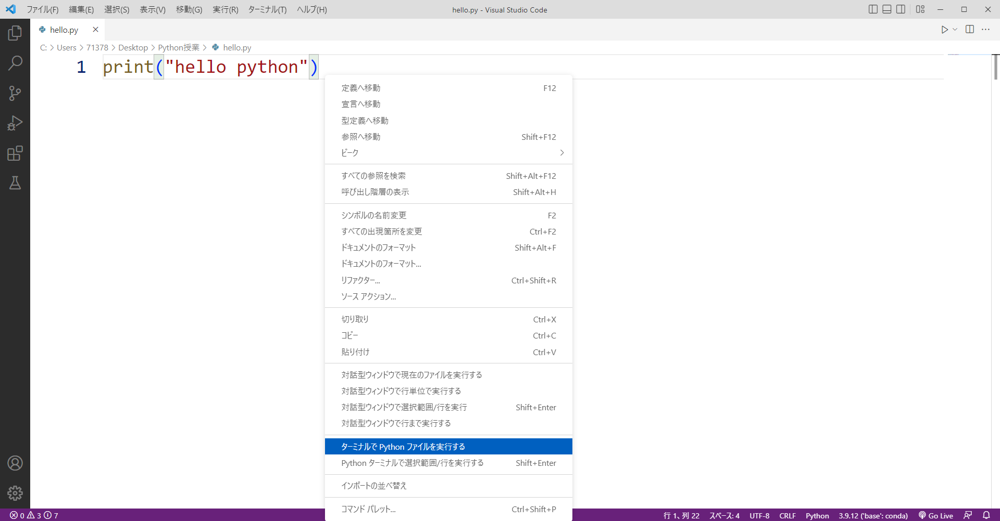 ファイル(F) 編集(E) 選択(S) 表示(V) 移動(G) 実行(R) ターミナル(T) ヘルプ(H) hello.py - Visual Studio Code
hello.py
C: > Users > 71378 > Desktop > Python授業 > hello.py
1 print("hello python")
定義へ移動 F12
宣言へ移動
型定義へ移動
参照へ移動 Shift+F12
ピーク
すべての参照を検索 Shift+Alt+F12
呼び出し階層の表示 Shift+Alt+H
シンボルの名前変更 F2
すべての出現箇所を変更 Ctrl+F2
ドキュメントのフォーマット Shift+Alt+F
ドキュメントのフォーマット...
リファクター... Ctrl+Shift+R
ソース アクション...
切り取り Ctrl+X
コピー Ctrl+C
貼り付け Ctrl+V
対話型ウィンドウで現在のファイルを実行する
対話型ウィンドウで行単位で実行する
対話型ウィンドウで選択範囲/行を実行 Shift+Enter
対話型ウィンドウで行まで実行する
ターミナルで Python ファイルを実行する
Python ターミナルで選択範囲/行を実行する Shift+Enter
インポートの並べ替え
コマンド パレット... Ctrl+Shift+P
0 3 7 行 1、列 22 スペース: 4 UTF-8 CRLF Python 3.9.12 ('base': conda) Go Live